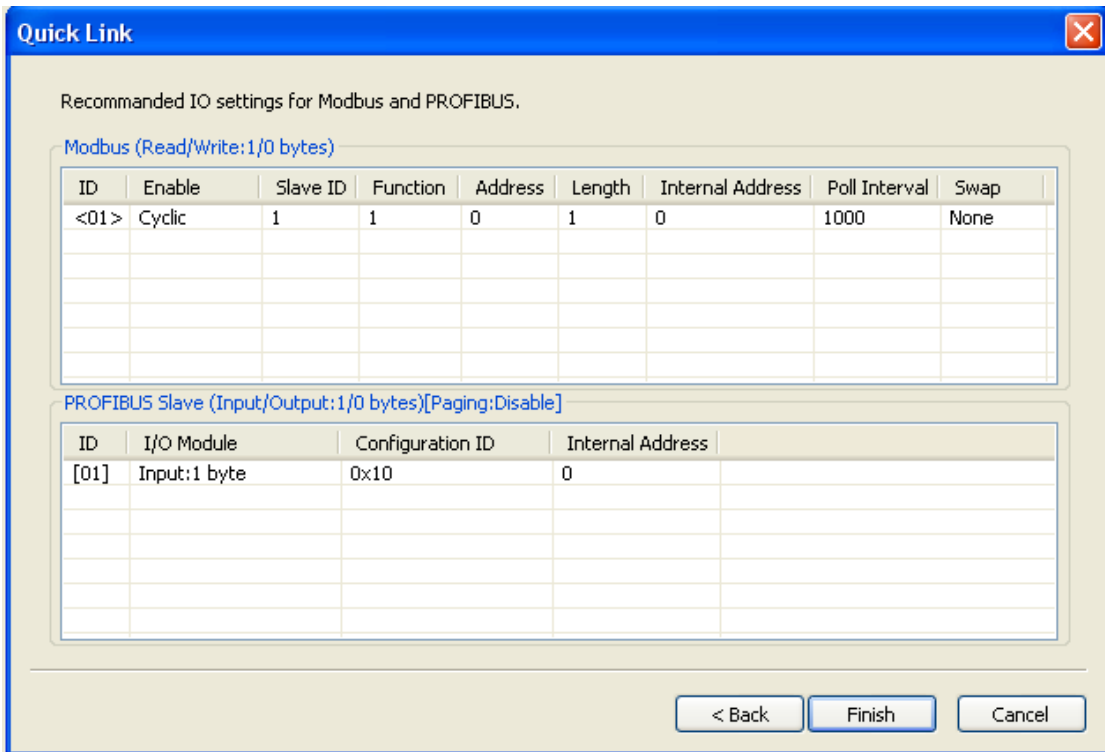 Quick Link
Recommanded IO settings for Modbus and PROFIBUS.
Modbus (Read/Write:1/0 bytes)
ID Enable Slave ID Function Address Length Internal Address Poll Interval Swap
<01> Cyclic 1 1 0 1 0 1000 None
PROFIBUS Slave (Input/Output:1/0 bytes)[Paging:Disable]
ID I/O Module Configuration ID Internal Address
[01] Input:1 byte 0x10 0
< Back Finish Cancel